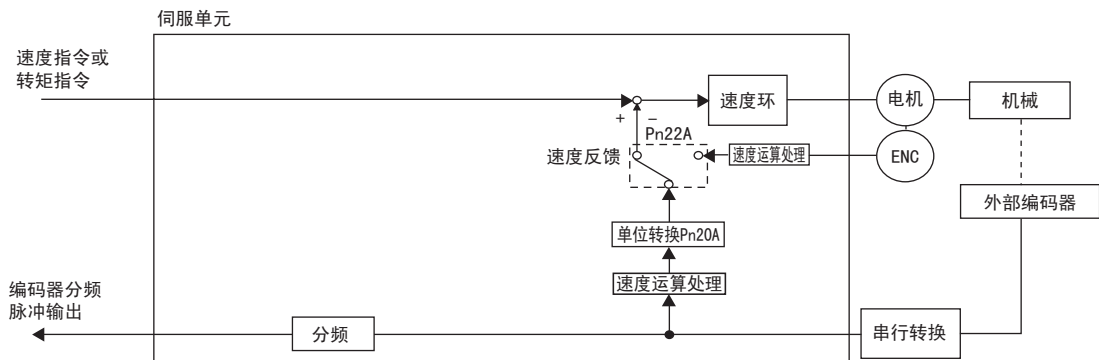 伺服单元
速度指令或
转矩指令
速度环
电机
机械
+
−
Pn22A
速度反馈
速度运算处理
ENC
外部编码器
单位转换Pn20A
速度运算处理
编码器分频
脉冲输出
分频
串行转换